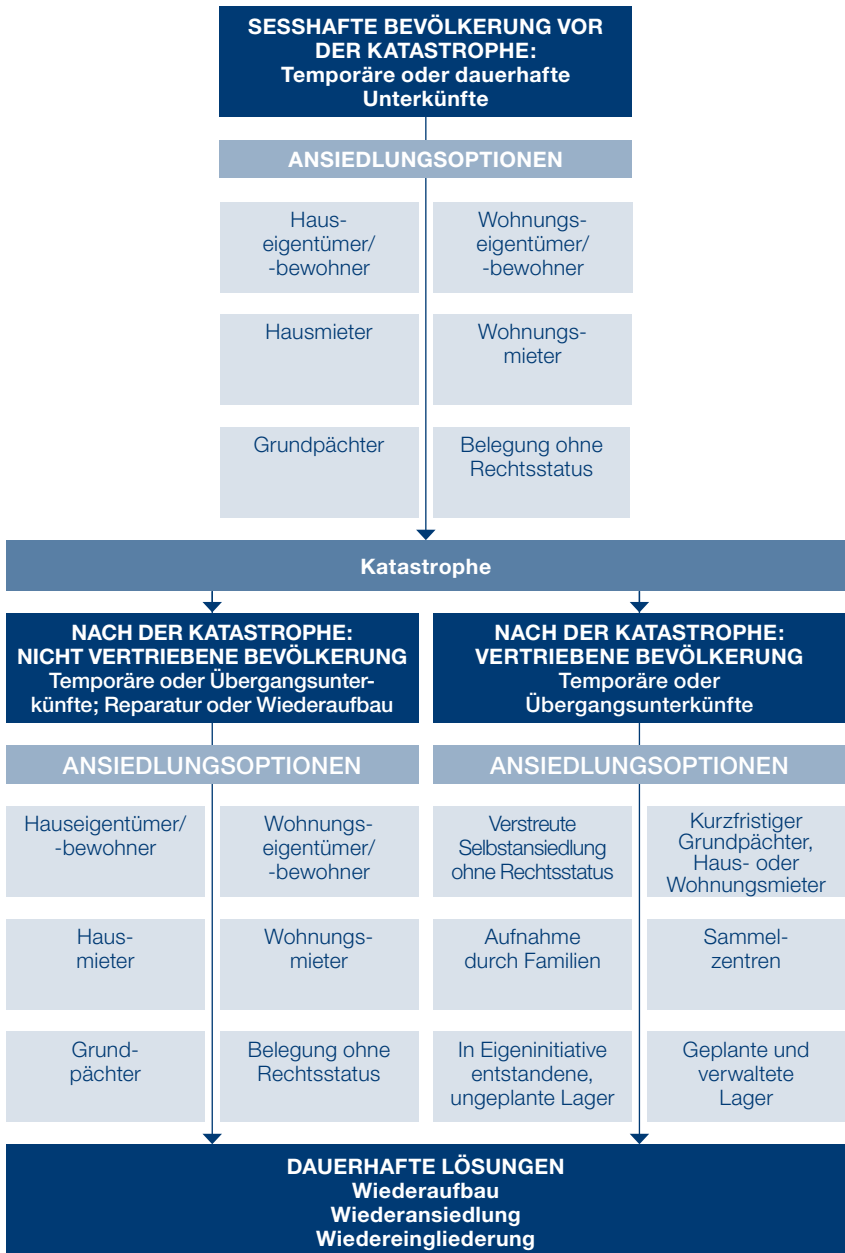 SESSHAFTE BEVÖLKERUNG VOR
DER KATASTROPHE:
Temporäre oder dauerhafte
Unterkünfte
ANSIEDLUNGSOPTIONEN
Haus-
eigentümer/
-bewohner
Wohnungs-
eigentümer/
-bewohner
Hausmieter
Wohnungs-
mieter
Grundpächter
Belegung ohne
Rechtsstatus
Katastrophe
NACH DER KATASTROPHE:
NICHT VERTRIEBENE BEVÖLKERUNG
Temporäre oder Übergangsunter-
künfte; Reparatur oder Wiederaufbau
NACH DER KATASTROPHE:
VERTRIEBENE BEVÖLKERUNG
Temporäre oder
Übergangsunterkünfte
ANSIEDLUNGSOPTIONEN
Hauseigentümer/
-bewohner
Wohnungs-
eigentümer/
-bewohner
Haus-
mieter
Wohnungs-
mieter
Grund-
pächter
Belegung ohne
Rechtsstatus
ANSIEDLUNGSOPTIONEN
Verstreute
Selbstansiedlung
ohne Rechtsstatus
Kurzfristiger
Grundpächter,
Haus- oder
Wohnungsmieter
Aufnahme
durch Familien
Sammel-
zentren
In Eigeninitiative
entstandene,
ungeplante Lager
Geplante und
verwaltete
Lager
DAUERHAFTE LÖSUNGEN
Wiederaufbau
Wiederansiedlung
Wiedereingliederung